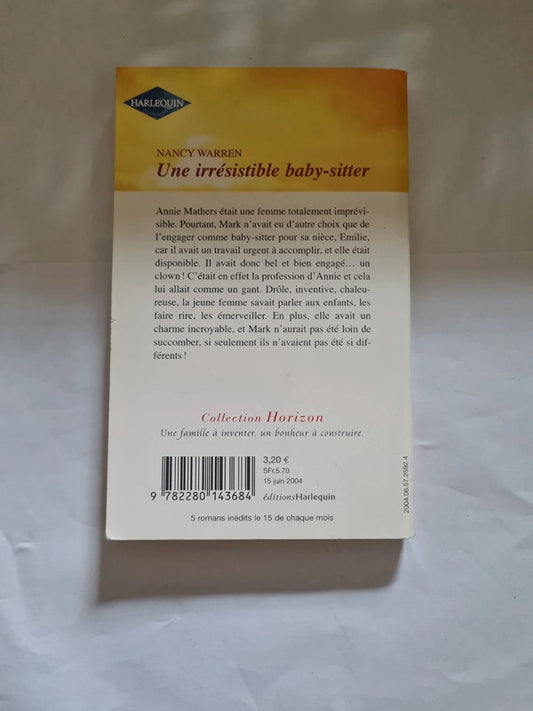 HARLEQUIN
NANCY WARREN
Une irrésistible baby-sitter
Annie Mathers était une femme totalement imprévi-
sible. Pourtant, Mark n'avait eu d'autre choix que de
l'engager comme baby-sitter pour sa nièce, Emilie,
car il avait un travail urgent à accomplir, et elle était
disponible. Il avait donc bel et bien engagé... un
clown ! C'était en effet la profession d'Annie et cela
lui allait comme un gant. Drôle, inventive, chaleu-
reuse, la jeune femme savait parler aux enfants, les
faire rire, les émerveiller. En plus, elle avait un
charme incroyable, et Mark n'aurait pas été loin de
succomber, si seulement ils n'avaient pas été si dif-
férents !
Collection Horizon
Une famille à inventer, un bonheur à construire.
3,20 €
SFr.5.70
15 juin 2004
9 782280 143684
éditionsHarlequin
5 romans inédits le 15 de chaque mois
2004.06.57.2592.4